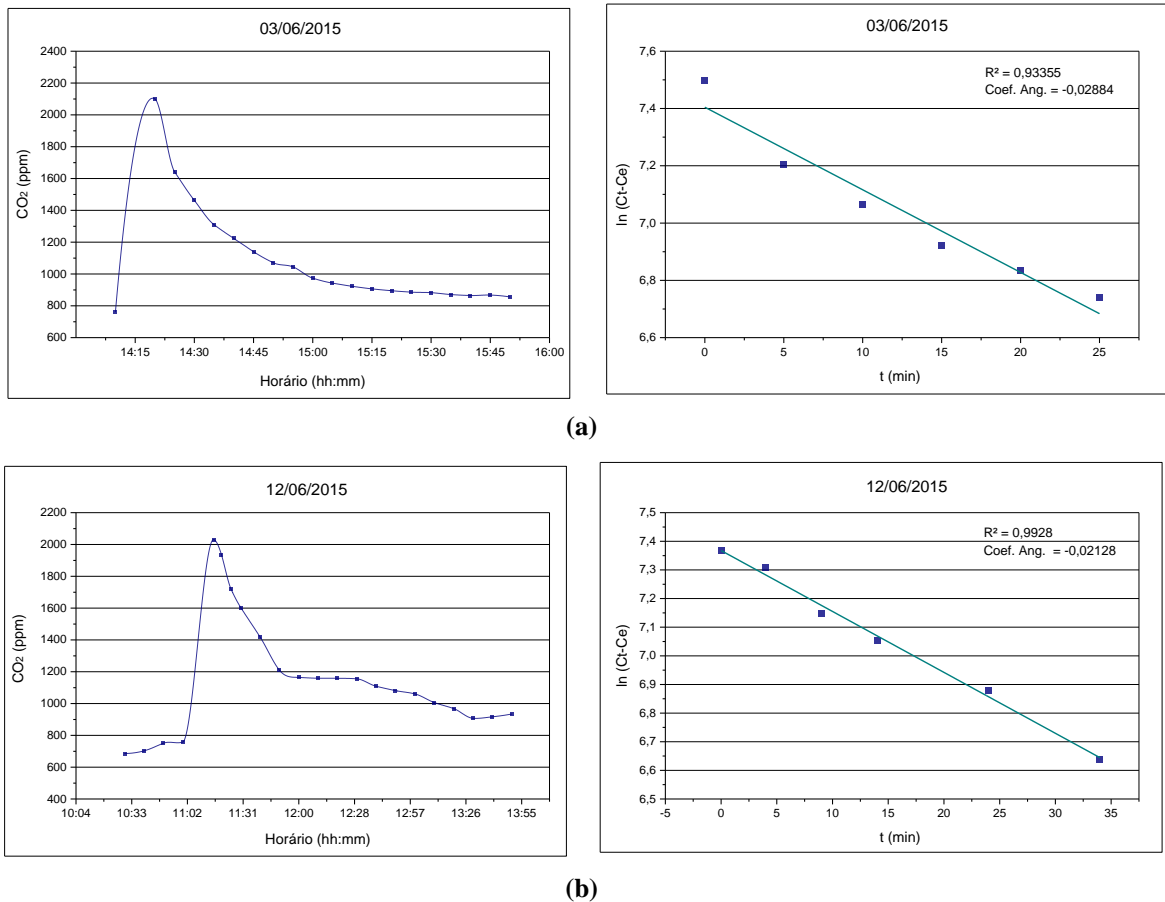 03/06/2015
2400
2200
2000
1800
1600
1400
1200
1000
800
600
CO₂ (ppm)
14:15 14:30 14:45 15:00 15:15 15:30 15:45 16:00
Horário (hh:mm)
03/06/2015
R² = 0,93355
Coef. Ang. = -0,02884
7,6
7,4
7,2
7,0
6,8
6,6
ln (Ct-Ce)
0 5 10 15 20 25
t (min)
(a)
12/06/2015
2200
2000
1800
1600
1400
1200
1000
800
600
400
CO₂ (ppm)
10:04 10:33 11:02 11:31 12:00 12:28 12:57 13:26 13:55
Horário (hh:mm)
12/06/2015
R² = 0,9928
Coef. Ang. = -0,02128
7,5
7,4
7,3
7,2
7,1
7,0
6,9
6,8
6,7
6,6
6,5
ln (Ct-Ce)
-5 0 5 10 15 20 25 30 35
t (min)
(b)